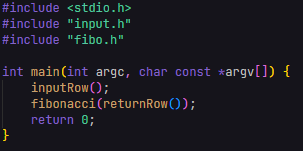 #include <stdio.h>
#include "input.h"
#include "fibo.h"
int main(int argc, char const *argv[]) {
inputRow();
fibonacci(returnRow());
return 0;
}